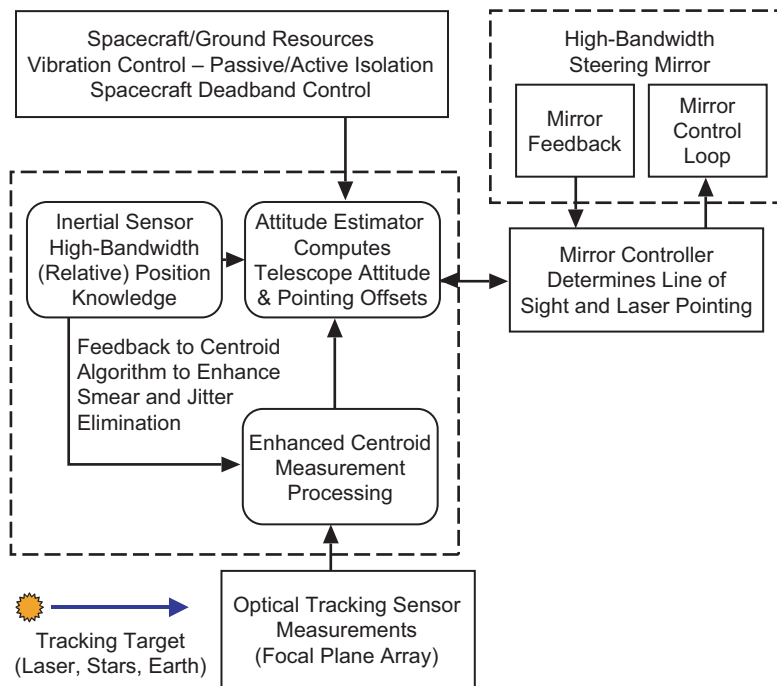 Spacecraft/Ground Resources
Vibration Control – Passive/Active Isolation
Spacecraft Deadband Control
High-Bandwidth
Steering Mirror
Mirror
Feedback
Mirror
Control
Loop
Inertial Sensor
High-Bandwidth
(Relative) Position
Knowledge
Attitude Estimator
Computes
Telescope Attitude
& Pointing Offsets
Mirror Controller
Determines Line of
Sight and Laser Pointing
Feedback to Centroid
Algorithm to Enhance
Smear and Jitter
Elimination
Enhanced Centroid
Measurement
Processing
Tracking Target
(Laser, Stars, Earth)
Optical Tracking Sensor
Measurements
(Focal Plane Array)